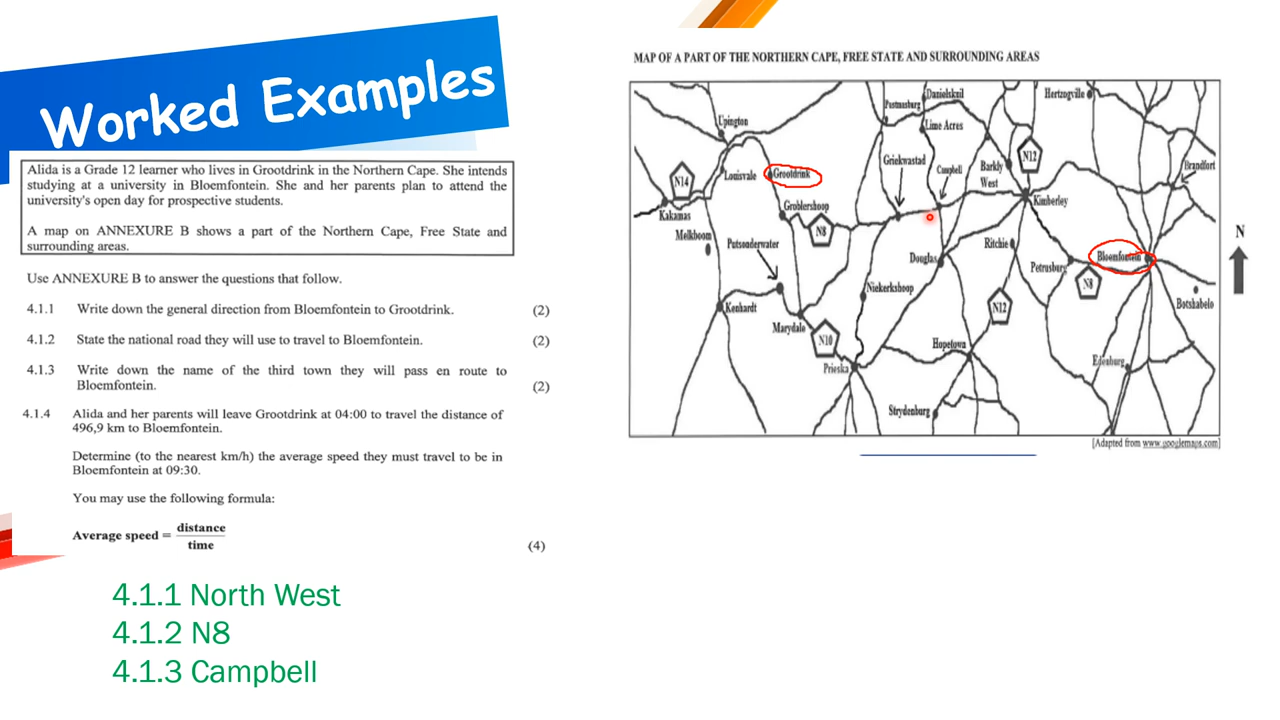 Worked Examples
Alida is a Grade 12 learner who lives in Grootdrink in the Northern Cape. She intends
studying at a university in Bloemfontein. She and her parents plan to attend the
university's open day for prospective students.
A map on ANNEXURE B shows a part of the Northern Cape, Free State and
surrounding areas.
Use ANNEXURE B to answer the questions that follow.
4.1.1 Write down the general direction from Bloemfontein to Grootdrink. (2)
4.1.2 State the national road they will use to travel to Bloemfontein. (2)
4.1.3 Write down the name of the third town they will pass en route to
Bloemfontein. (2)
4.1.4 Alida and her parents will leave Grootdrink at 04:00 to travel the distance of
496,9 km to Bloemfontein.
Determine (to the nearest km/h) the average speed they must travel to be in
Bloemfontein at 09:30.
You may use the following formula:
Average speed = distance
time
(4)
4.1.1 North West
4.1.2 N8
4.1.3 Campbell
MAP OF A PART OF THE NORTHERN CAPE, FREE STATE AND SURROUNDING AREAS
Danielskuil
Hertzogville
Postmasburg
Upington
Lime Acres
Griekwastad
Campbell
Barkly
West
N12
Brandfort
N14
Louisvale
Grootdrink
Kakamas
Groblershoop
Kimberley
N8
Melkboom
Putsonderwater
Ritchie
Douglas
Petrusburg
Bloemfontein
N8
N
Niekerkshoop
Botshabelo
Kenhardt
N12
Marydale
N10
Hopetown
Prieska
Edenburg
Strydenburg
[Adapted from www.googlemaps.com]